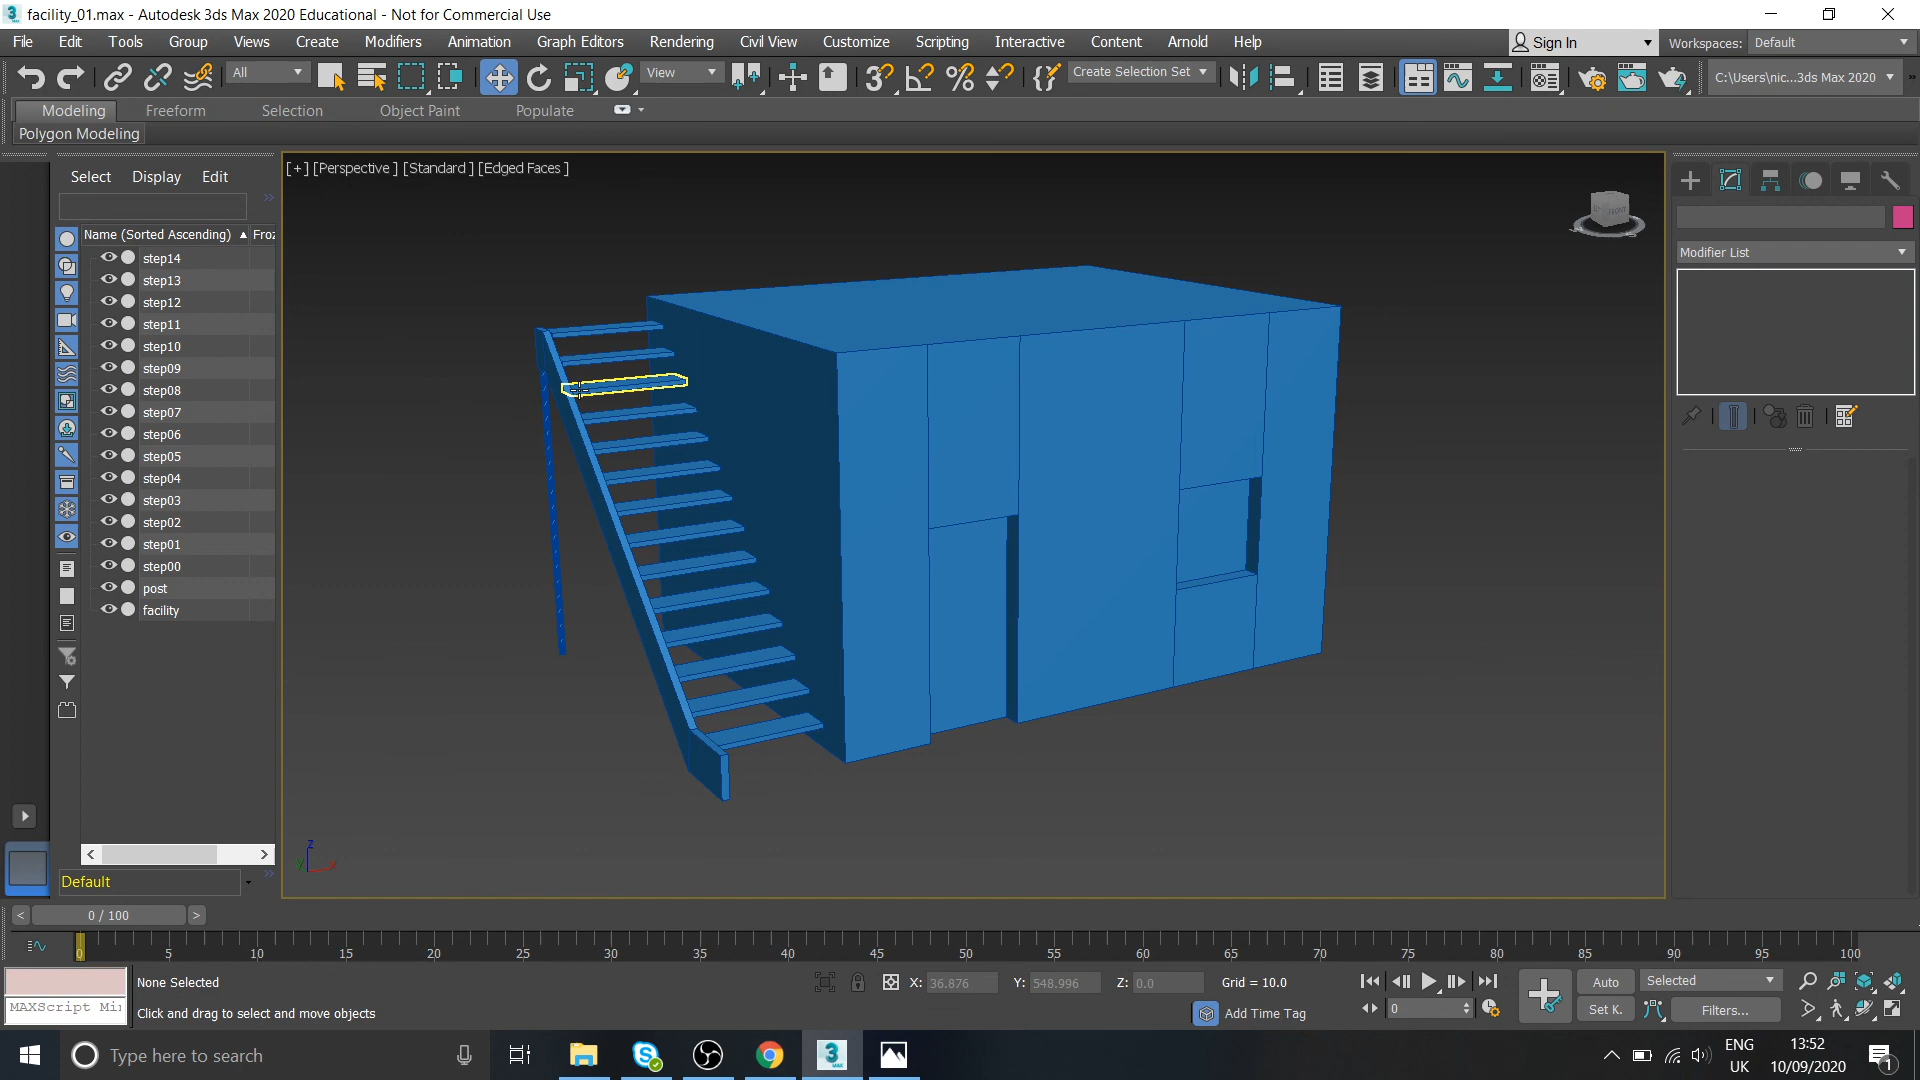 facility_01.max - Autodesk 3ds Max 2020 Educational - Not for Commercial Use
File Edit Tools Group Views Create Modifiers Animation Graph Editors Rendering Civil View Customize Scripting Interactive Content Arnold Help
Sign In
Workspaces: Default
All
View
Create Selection Set
C:\Users\nic...3ds Max 2020
Modeling Freeform Selection Object Paint Populate
Polygon Modeling
Select Display Edit
Name (Sorted Ascending) Froz
step14
step13
step12
step11
step10
step09
step08
step07
step06
step05
step04
step03
step02
step01
step00
post
facility
[+] [Perspective ] [Standard ] [Edged Faces ]
FRONT
Modifier List
z
y x
Default
0 / 100
0 5 10 15 20 25 30 35 40 45 50 55 60 65 70 75 80 85 90 95 100
None Selected
X: 36.876 Y: 548.996 Z: 0.0 Grid = 10.0
MAXScript Mi
Click and drag to select and move objects
Add Time Tag
0
Auto
Selected
Set K.
Filters...
Type here to search
3
MAX
ENG
UK
13:52
10/09/2020
1